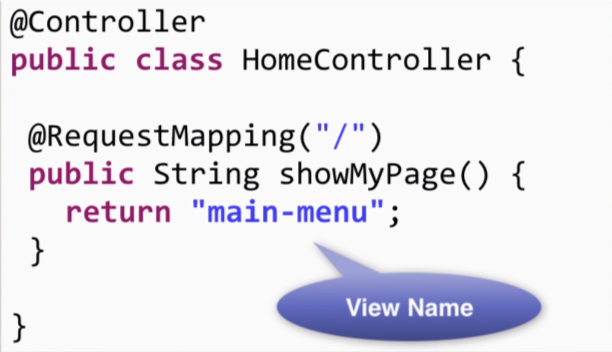 @Controller
public class HomeController {
@RequestMapping("/")
public String showMyPage() {
return "main-menu";
}
View Name
}